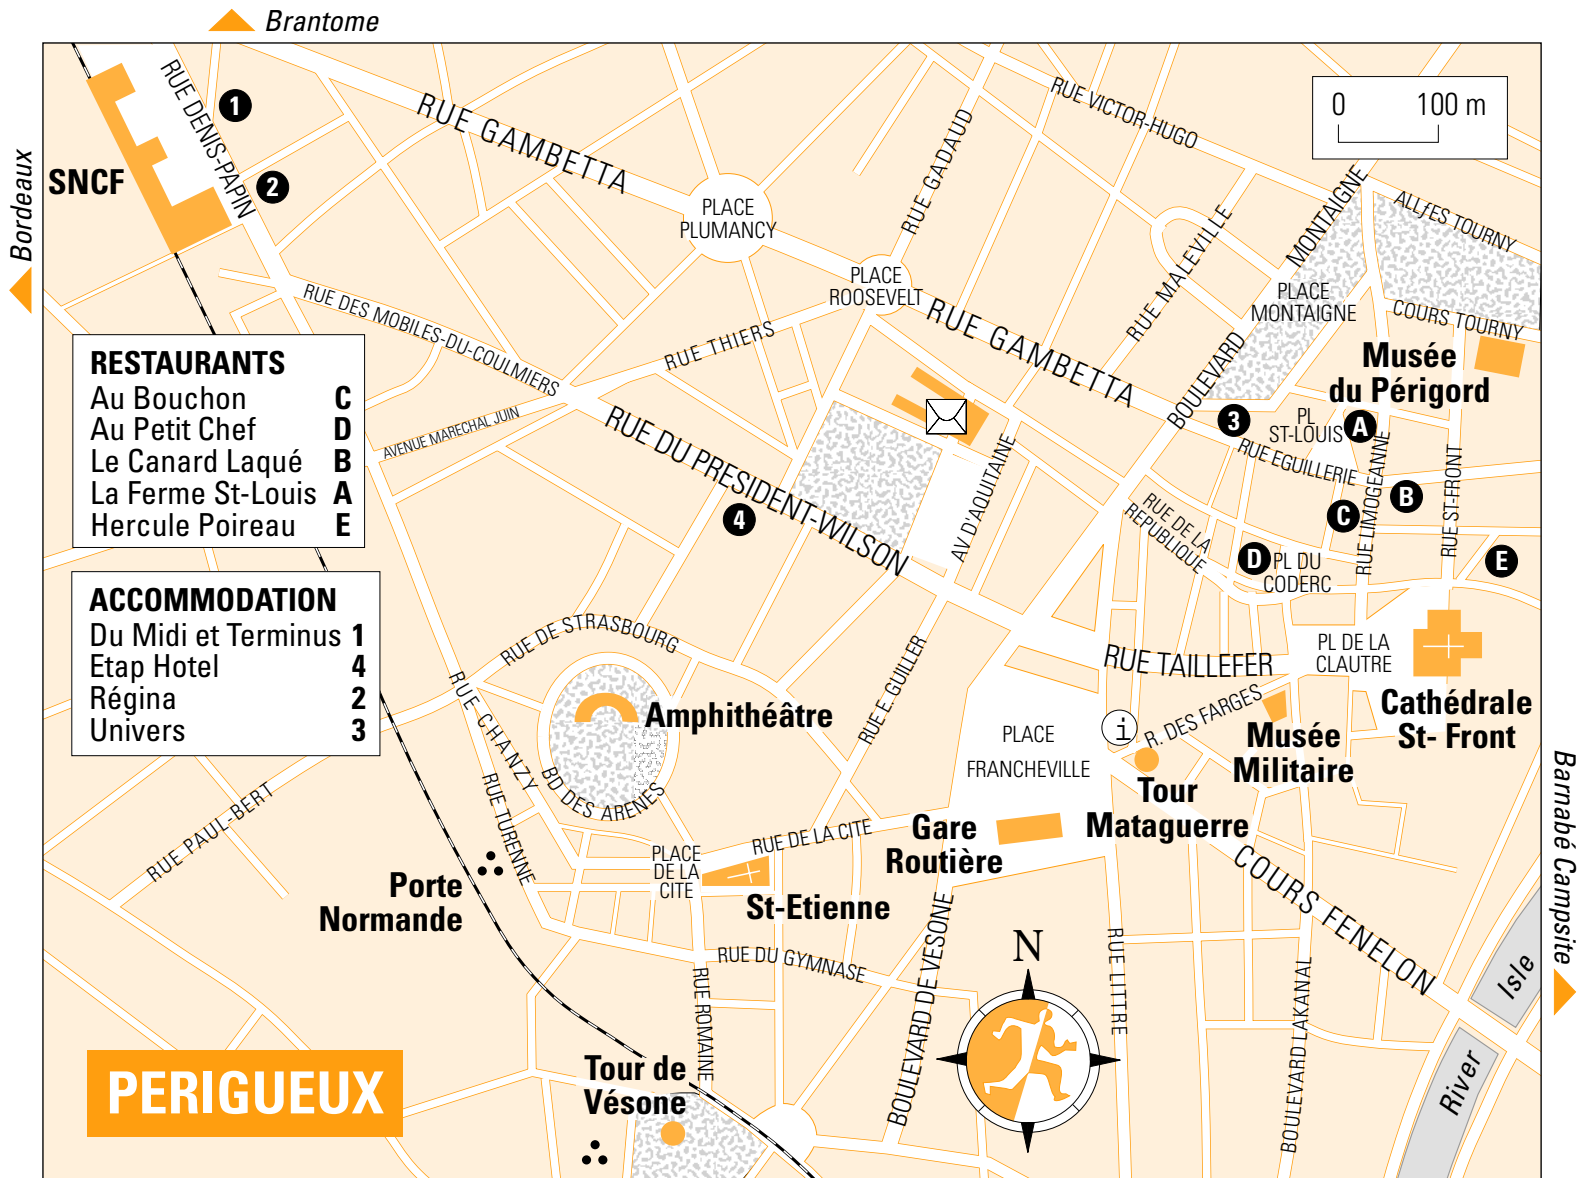 Brantome
Bordeaux
SNCF
RUE DENIS-PAPIN
1
2
RUE GAMBETTA
PLACE
PLUMANCY
RUE GADAUD
RUE VICTOR-HUGO
0 100 m
PLACE
ROOSEVELT
RUE MALEVILLE
BOULEVARD MONTAIGNE
ALLƒES TOURNY
PLACE
MONTAIGNE
COURS TOURNY
RUE DES MOBILES-DU-COULMIERS
RUE THIERS
RUE GAMBETTA
Musée
du Périgord
RESTAURANTS
Au Bouchon C
Au Petit Chef D
Le Canard Laqué B
La Ferme St-Louis A
Hercule Poireau E
AVENUE MARECHAL JUIN
RUE DU PRESIDENT-WILSON
4
AV D'AQUITAINE
3
PL
ST-LOUIS
A
RUE EGUILLERIE
RUE LIMOGEANNE
B
C
RUE ST-FRONT
RUE DE LA
REPUBLIQUE
D
PL DU
CODERC
E
ACCOMMODATION
Du Midi et Terminus 1
Etap Hotel 4
Régina 2
Univers 3
RUE DE STRASBOURG
RUE CHANZY
Amphithéâtre
BD DES ARENES
RUE E. GUILLER
RUE TAILLEFER
PL DE LA
CLAUTRE
Cathédrale
St- Front
R. DES FARGES
i
Musée
Militaire
PLACE
FRANCHEVILLE
Tour
Mataguerre
Barnabé Campsite
RUE PAUL-BERT
RUE TURENNE
Porte
Normande
PLACE
DE LA
CITE
RUE DE LA CITE
St-Etienne
Gare
Routière
COURS FENELON
RUE DU GYMNASE
RUE ROMAINE
BOULEVARD DE VESONE
N
RUE LITTRE
BOULEVARD LAKANAL
Isle
River
Tour de
Vésone
PERIGUEUX